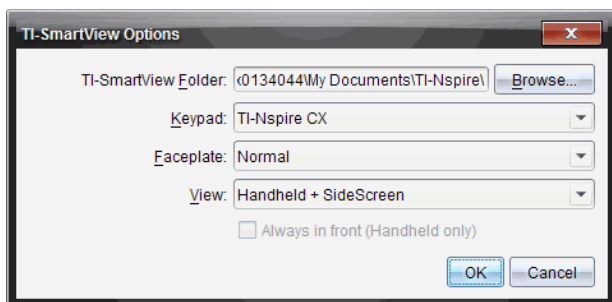 TI-SmartView Options
TI-SmartView Folder: x0134044\My Documents\TI-Nspire\ Browse...
Keypad: TI-Nspire CX
Faceplate: Normal
View: Handheld + SideScreen
Always in front (Handheld only)
OK Cancel